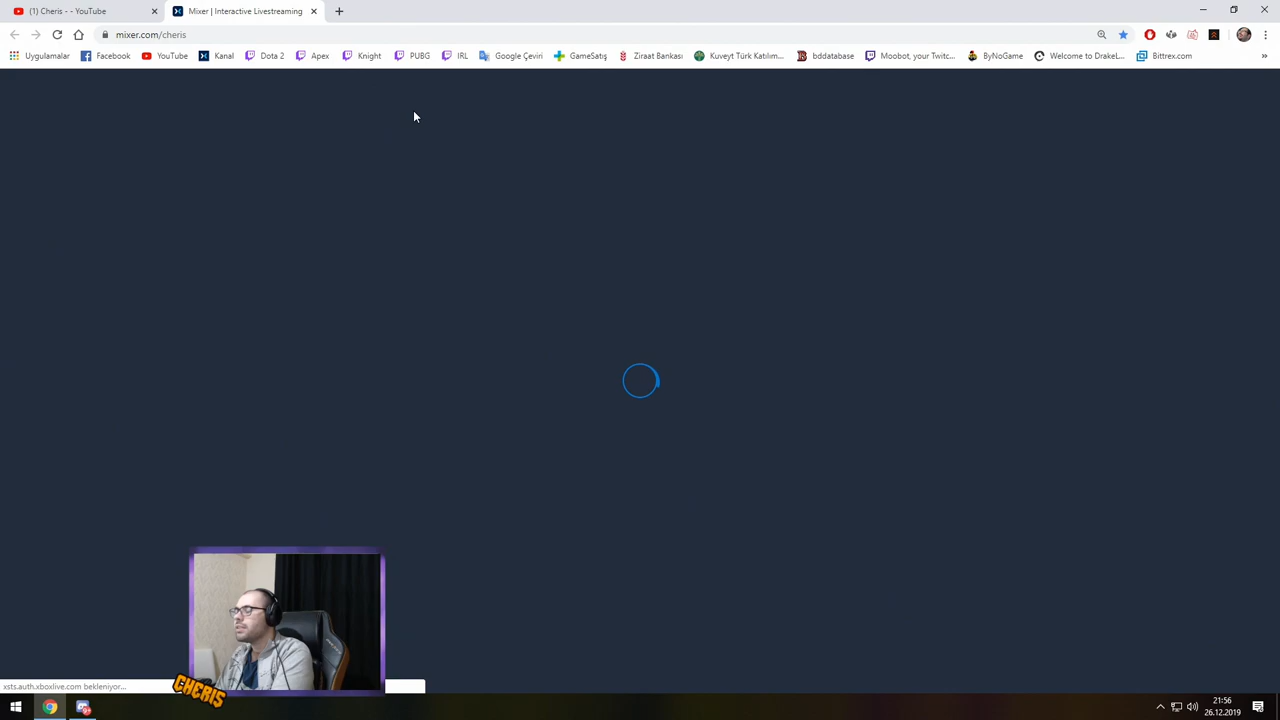 (1) Cheris - - YouTube
Mixer | Interactive Livestreaming
mixer.com/cheris
Uygulamalar Facebook YouTube Kanal Dota 2 Apex Knight PUBG IRL Google Çeviri GameSatış Ziraat Bankası Kuveyt Türk Katılım... bddatabase Moobot, your Twitc... ByNoGame Welcome to DrakeL... Bittrex.com »
CHERIS
xsts.auth.xboxlive.com bekleniyor...
21:56
26.12.2019